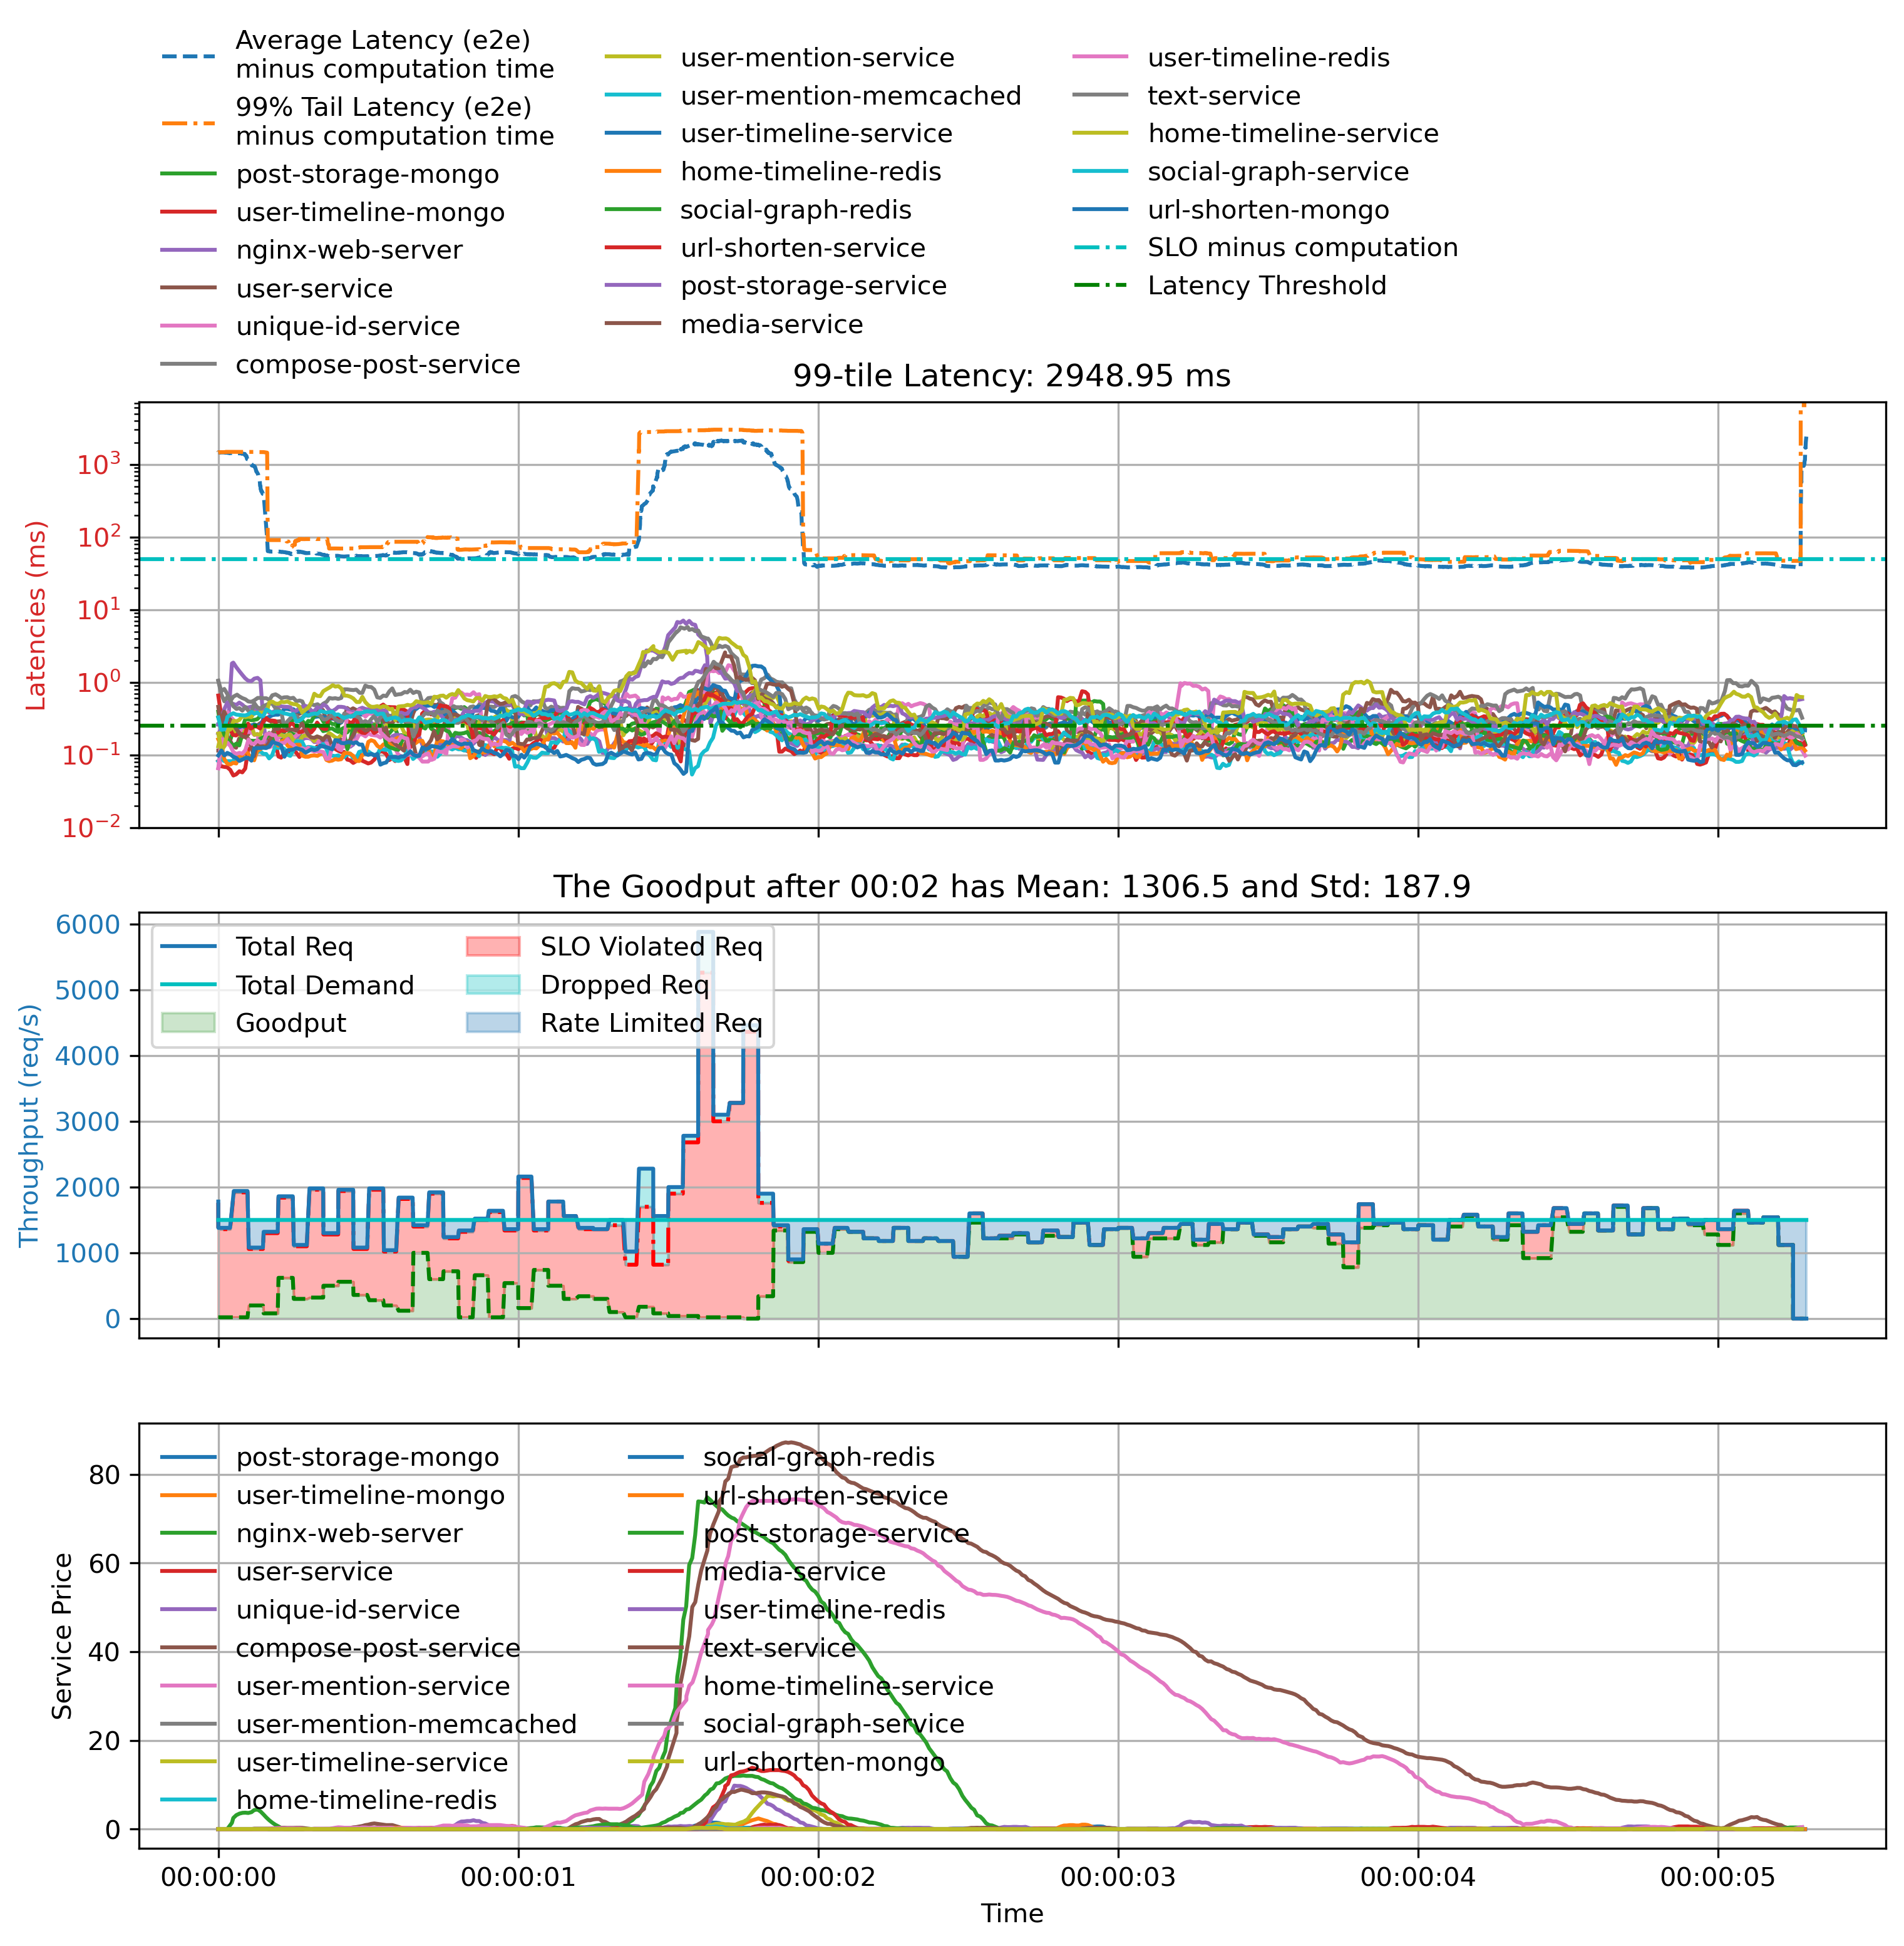 Average Latency (e2e)
minus computation time
99% Tail Latency (e2e)
minus computation time
post-storage-mongo
user-timeline-mongo
nginx-web-server
user-service
unique-id-service
compose-post-service
user-mention-service
user-mention-memcached
user-timeline-service
home-timeline-redis
social-graph-redis
url-shorten-service
post-storage-service
media-service
user-timeline-redis
text-service
home-timeline-service
social-graph-service
url-shorten-mongo
SLO minus computation
Latency Threshold
99-tile Latency: 2948.95 ms
Latencies (ms)
10³
10²
10¹
10⁰
10⁻¹
10⁻²
The Goodput after 00:02 has Mean: 1306.5 and Std: 187.9
Throughput (req/s)
6000
5000
4000
3000
2000
1000
0
Total Req
Total Demand
Goodput
SLO Violated Req
Dropped Req
Rate Limited Req
Service Price
80
60
40
20
0
post-storage-mongo
user-timeline-mongo
nginx-web-server
user-service
unique-id-service
compose-post-service
user-mention-service
user-mention-memcached
user-timeline-service
home-timeline-redis
social-graph-redis
url-shorten-service
post-storage-service
media-service
user-timeline-redis
text-service
home-timeline-service
social-graph-service
url-shorten-mongo
00:00:00
00:00:01
00:00:02
00:00:03
00:00:04
00:00:05
Time